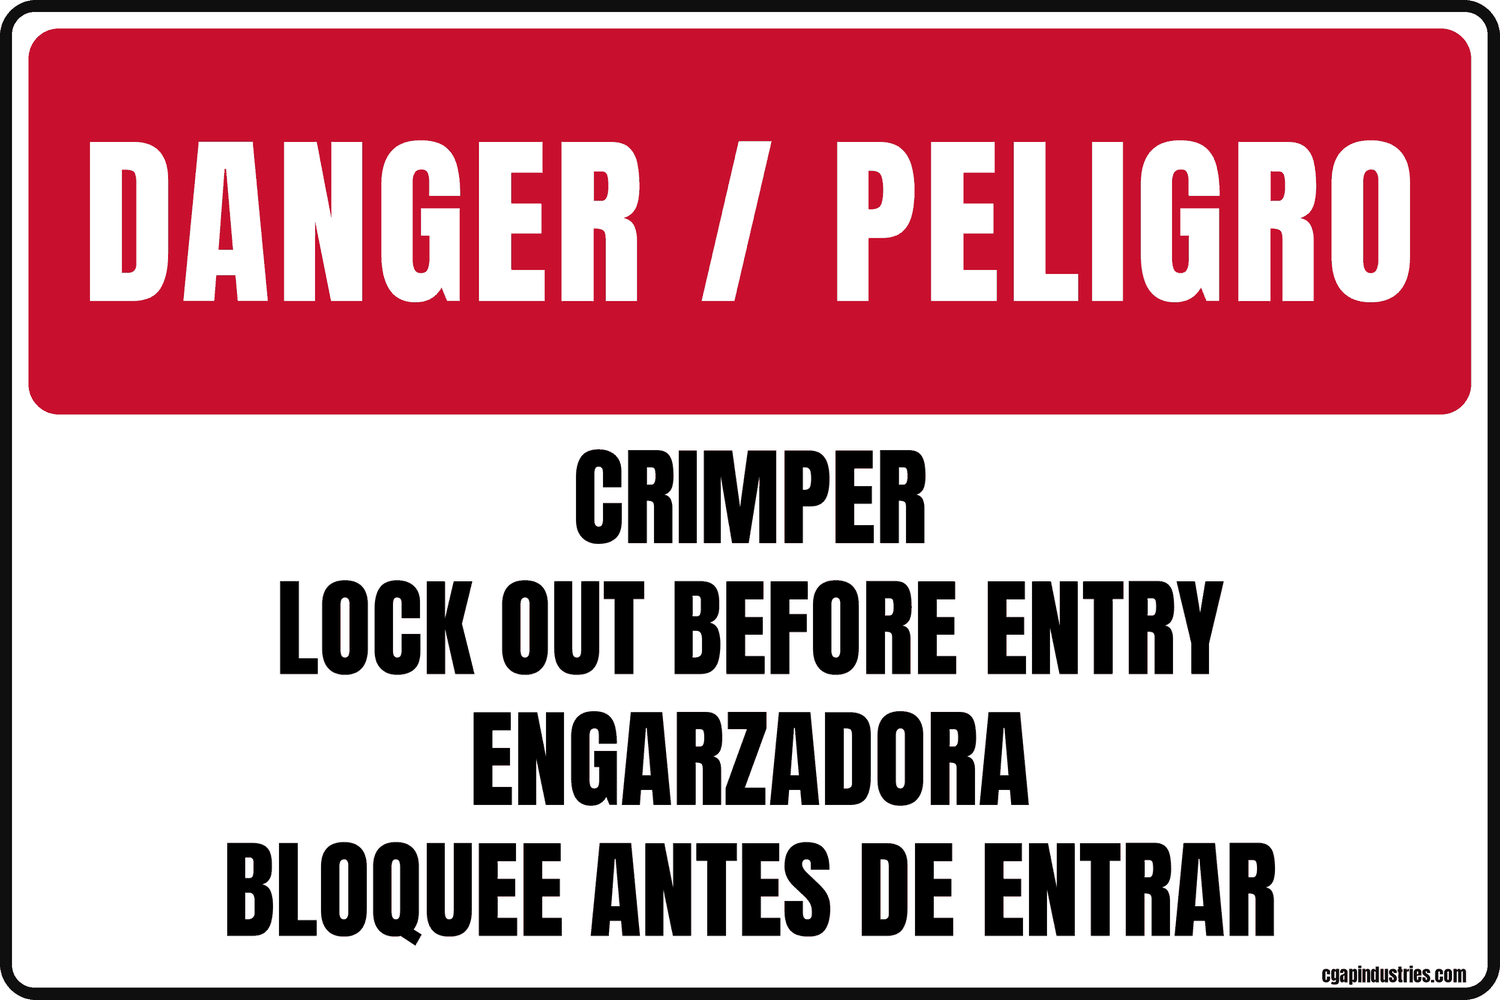 DANGER / PELIGRO
CRIMPER
LOCK OUT BEFORE ENTRY
ENGARZADORA
BLOQUEE ANTES DE ENTRAR
cgapindustries.com